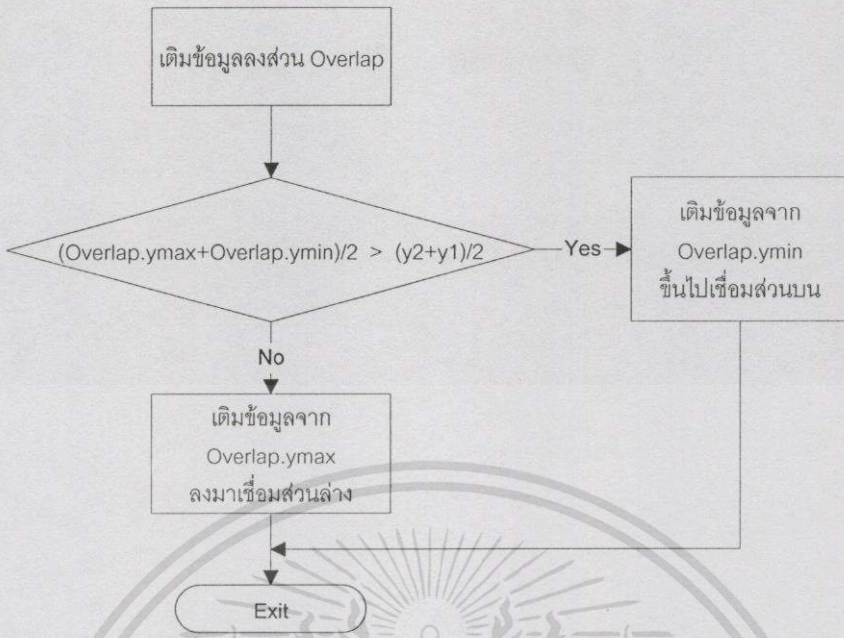 เติมข้อมูลลงส่วน Overlap
(Overlap.ymax+Overlap.ymin)/2 > (y2+y1)/2
Yes
เติมข้อมูลจาก
Overlap.ymin
ขึ้นไปเชื่อมส่วนบน
No
เติมข้อมูลจาก
Overlap.ymax
ลงมาเชื่อมส่วนล่าง
Exit